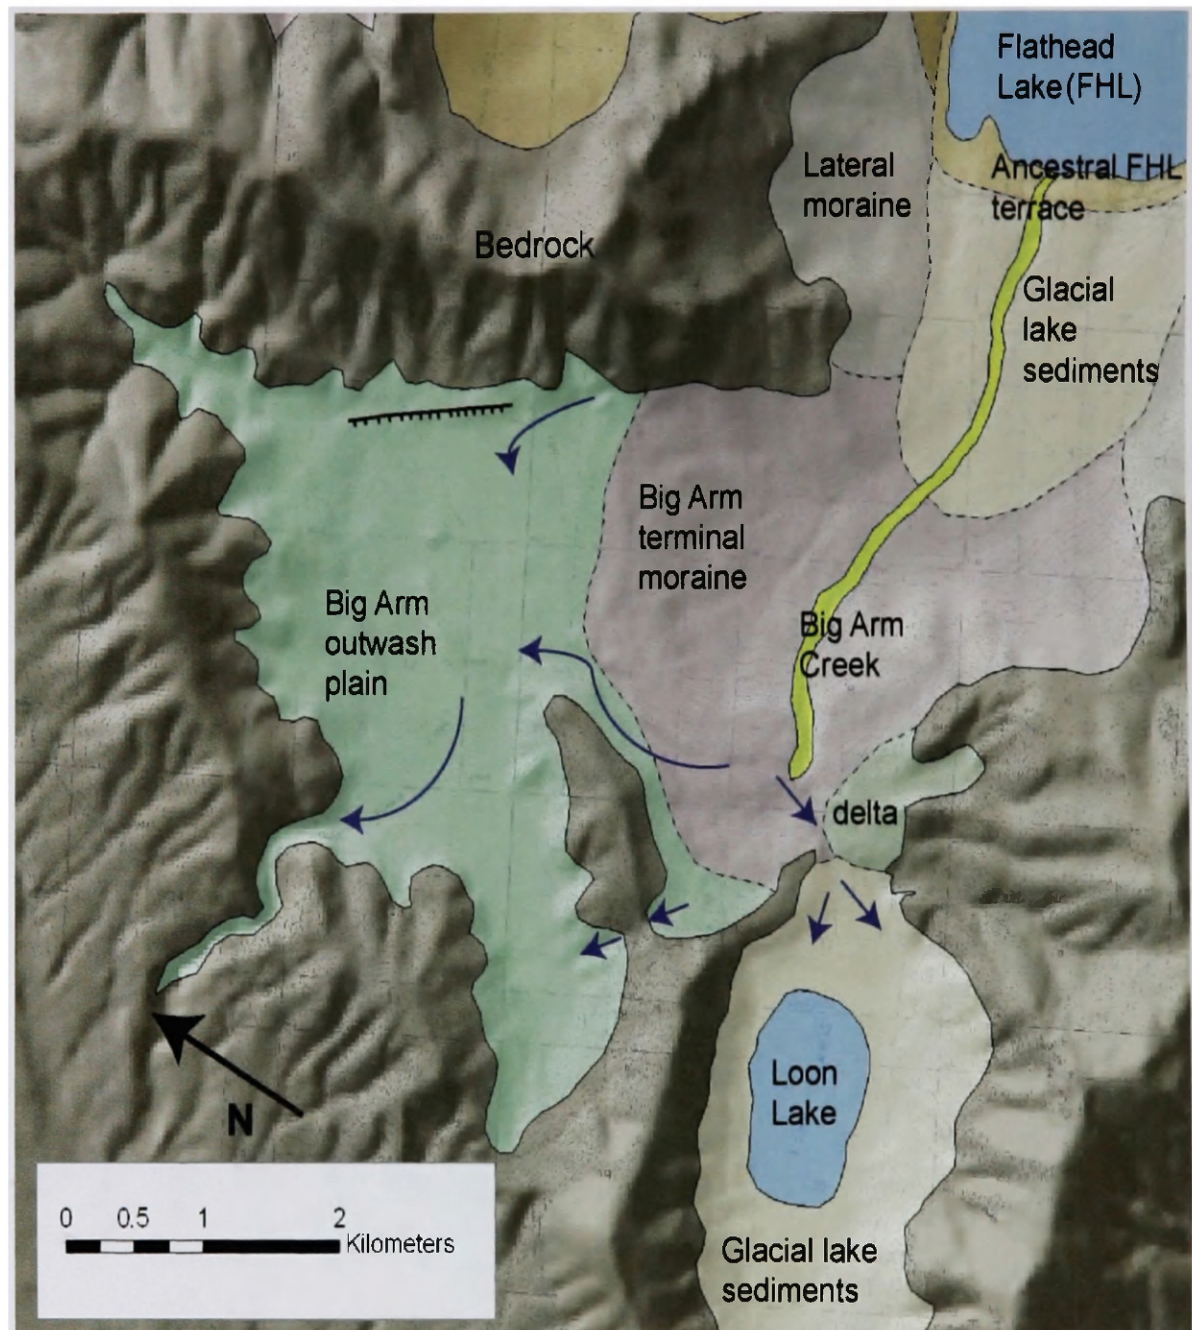 Flathead
Lake (FHL)
Lateral
moraine
Ancestral FHL
terrace
Bedrock
Glacial
lake
sediments
Big Arm
terminal
moraine
Big Arm
outwash
plain
Big Arm
Creek
delta
Loon
Lake
N
0 0.5 1 2
Kilometers
Glacial lake
sediments